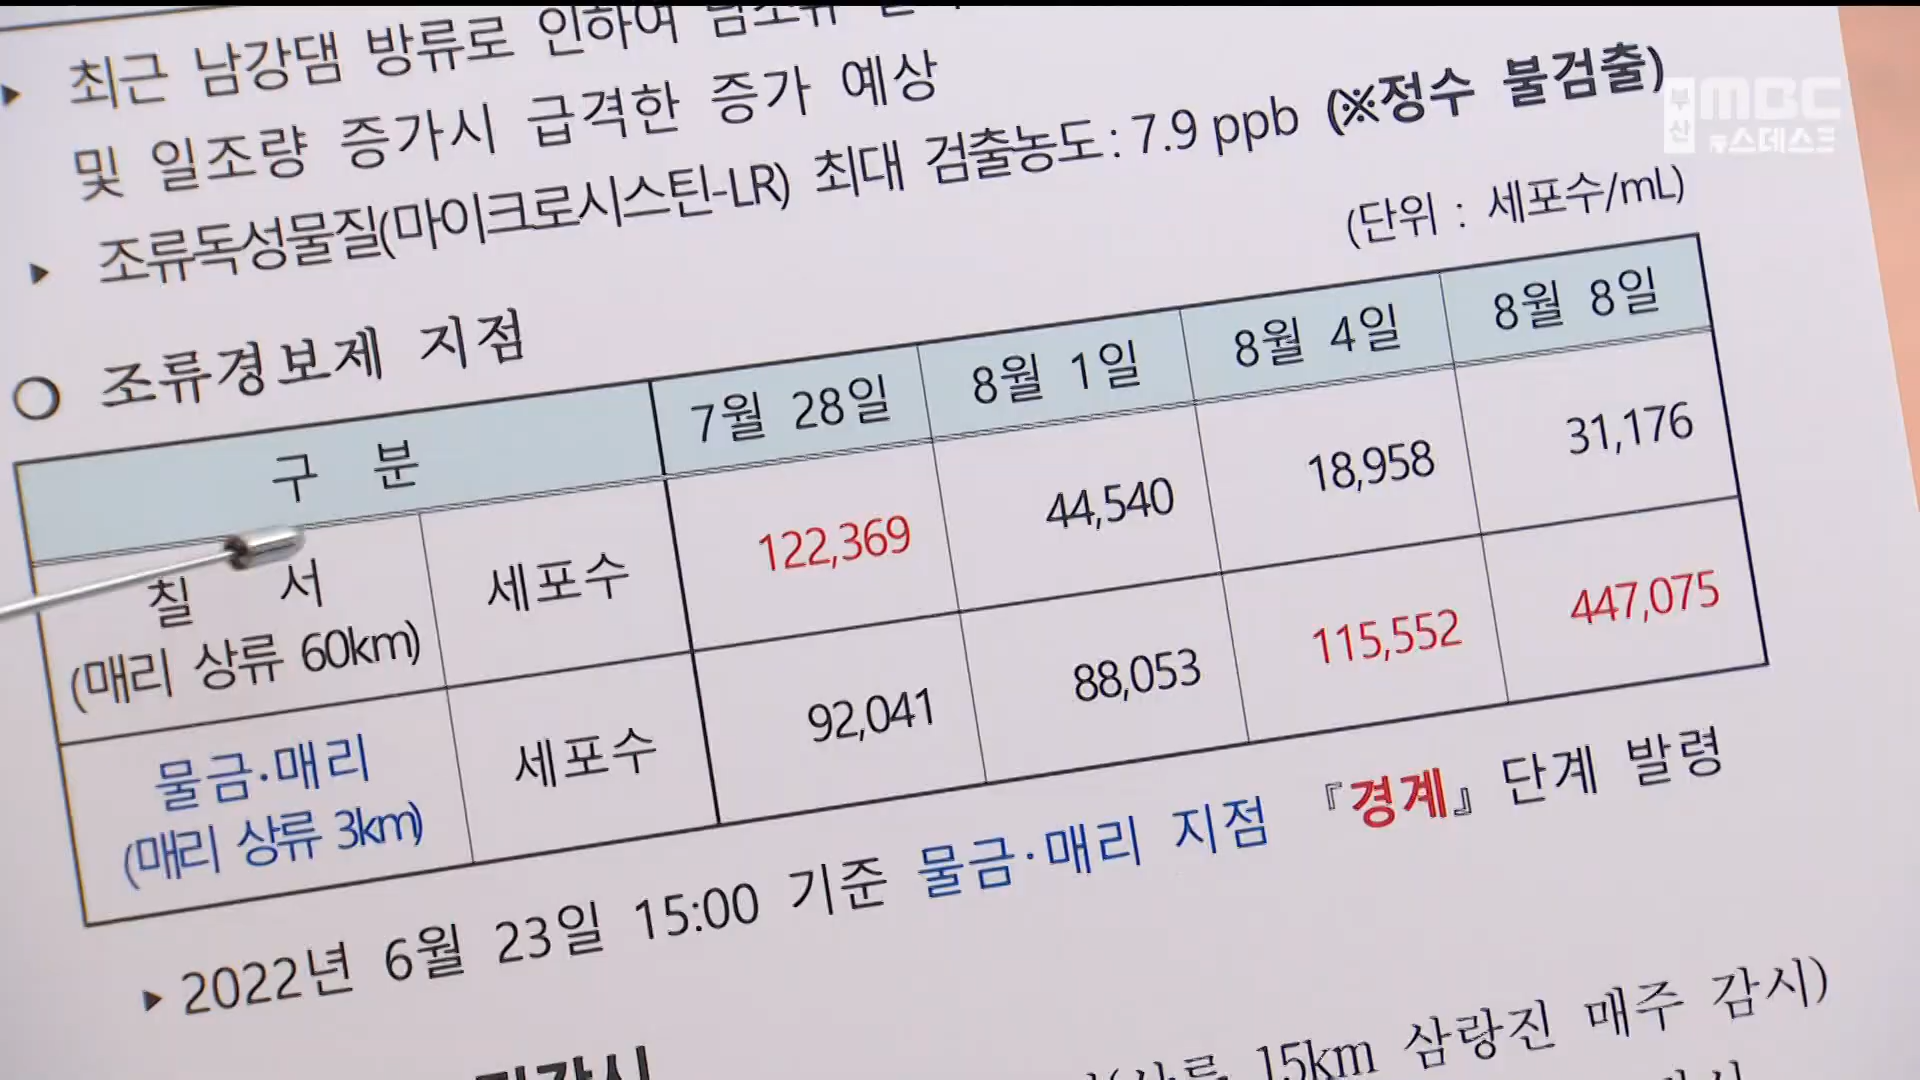 ▸ 최근 남강댐 방류로 인하여
및 일조량 증가시 급격한 증가 예상
▸ 조류독성물질(마이크로시스틴-LR) 최대 검출농도: 7.9 ppb (※정수 불검출)
부산 MBC
뉴스데스크
(단위 : 세포수/mL)
○ 조류경보제 지점
구 분 7월 28일 8월 1일 8월 4일 8월 8일
칠 서 세포수 122,369 44,540 18,958 31,176
(매리 상류 60km)
물금·매리 세포수 92,041 88,053 115,552 447,075
(매리 상류 3km)
▸ 2022년 6월 23일 15:00 기준 물금·매리 지점 『경계』 단계 발령
15km 삼랑진 매주 감시)